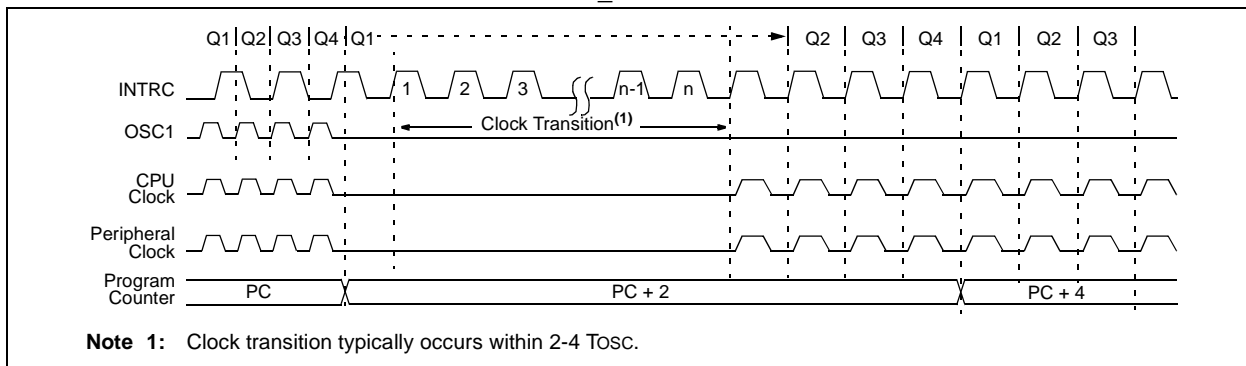 Q1 Q2 Q3 Q4 Q1 Q2 Q3 Q4 Q1 Q2 Q3
INTRC
1 2 3 n-1 n
OSC1
Clock Transition(1)
CPU
Clock
Peripheral
Clock
Program
Counter
PC PC + 2 PC + 4
Note 1: Clock transition typically occurs within 2-4 TOSC.